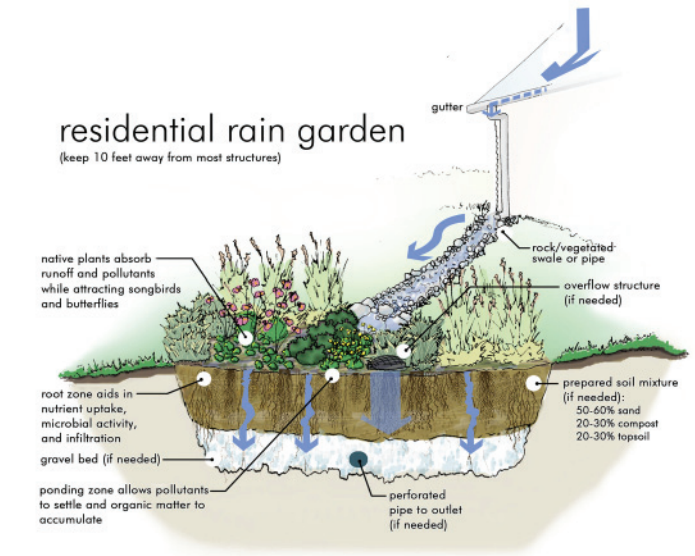 gutter
residential rain garden
(keep 10 feet away from most structures)
rock/vegetated
swale or pipe
native plants absorb
runoff and pollutants
while attracting songbirds
and butterflies
overflow structure
(if needed)
root zone aids in
nutrient uptake,
microbial activity,
and infiltration
prepared soil mixture
(if needed):
50-60% sand
20-30% compost
20-30% topsoil
gravel bed (if needed)
ponding zone allows pollutants
to settle and organic matter to
accumulate
perforated
pipe to outlet
(if needed)